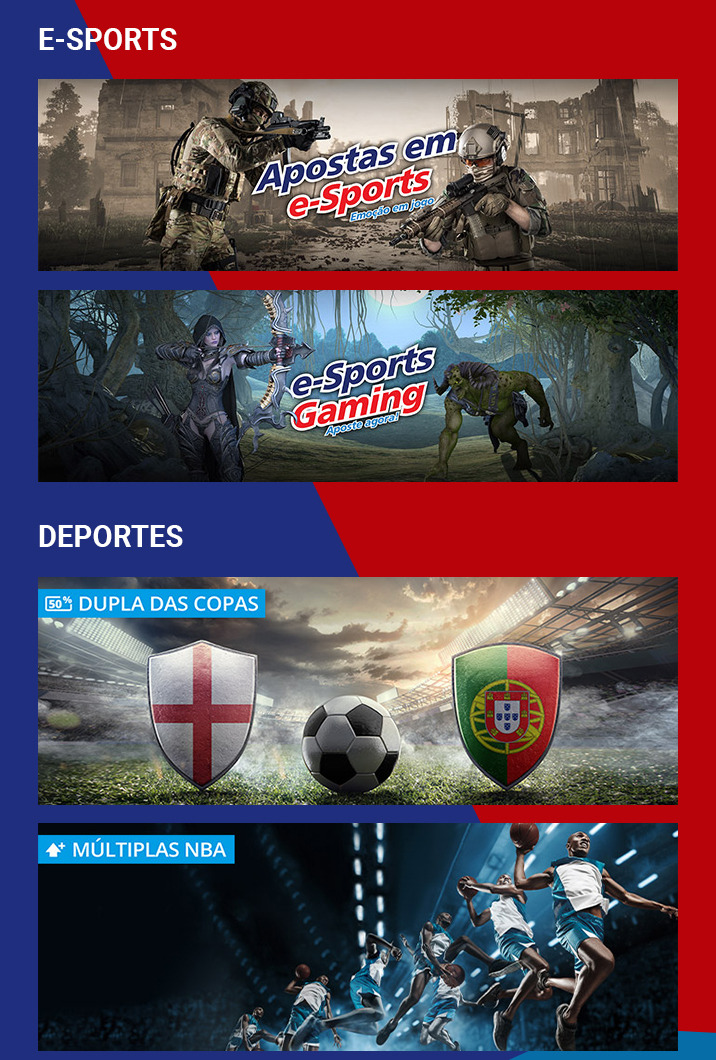 E-SPORTS
Apostas em
e-Sports
Emoção em jogo
e-Sports
Gaming
Aposte agora!
DEPORTES
50% DUPLA DAS COPAS
MÚLTIPLAS NBA